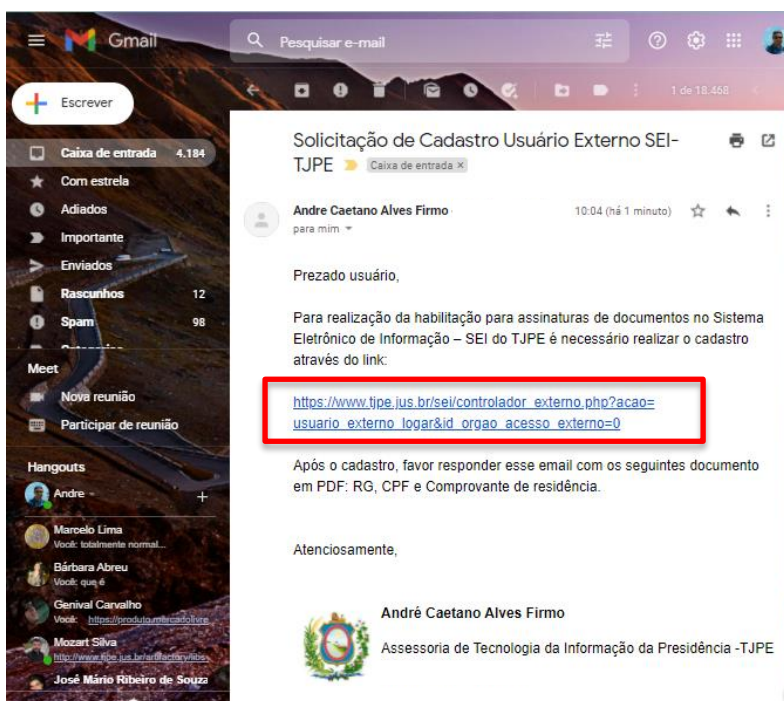 Gmail
Pesquisar e-mail
Escrever
1 de 18.468
Caixa de entrada 4.184
Com estrela
Adiados
Importante
Enviados
Rascunhos 12
Spam 98
Meet
Nova reunião
Participar de reunião
Hangouts
Andre
Marcelo Lima
Você: totalmente normal...
Bárbara Abreu
Você: que é
Genival Carvalho
Você: https://produto.mercadolivre
Mozart Silva
http://www.tjpe.jus.br/artifactory/libs
José Mário Ribeiro de Souza
Solicitação de Cadastro Usuário Externo SEI-
TJPE Caixa de entrada x
Andre Caetano Alves Firmo 10:04 (há 1 minuto)
para mim
Prezado usuário,
Para realização da habilitação para assinaturas de documentos no Sistema
Eletrônico de Informação – SEI do TJPE é necessário realizar o cadastro
através do link:
https://www.tjpe.jus.br/sei/controlador_externo.php?acao=
usuario_externo_logar&id_orgao_acesso_externo=0
Após o cadastro, favor responder esse email com os seguintes documento
em PDF: RG, CPF e Comprovante de residência.
Atenciosamente,
André Caetano Alves Firmo
Assessoria de Tecnologia da Informação da Presidência -TJPE